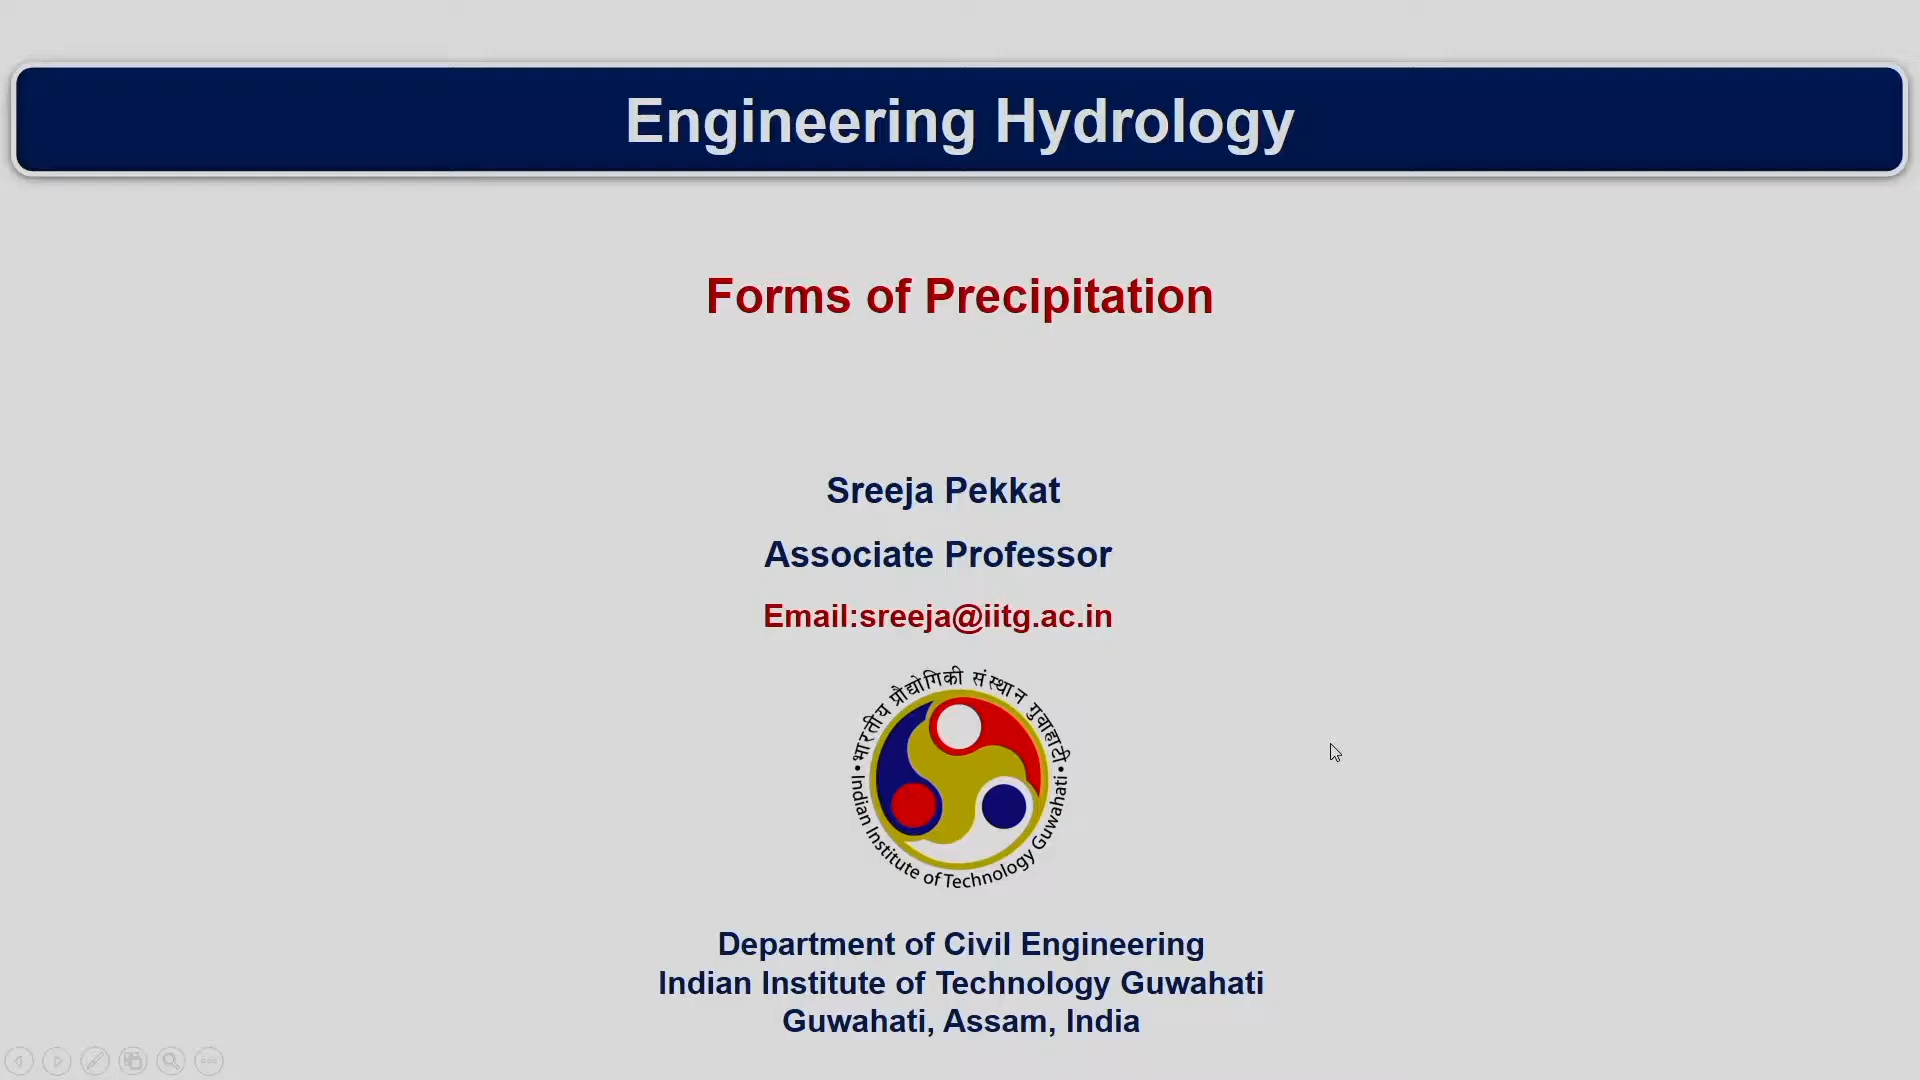 Engineering Hydrology
Forms of Precipitation
Sreeja Pekkat
Associate Professor
Email:sreeja@iitg.ac.in
भारतीय प्रौद्योगिकी संस्थान गुवाहाटी
Indian Institute of Technology Guwahati
Department of Civil Engineering
Indian Institute of Technology Guwahati
Guwahati, Assam, India